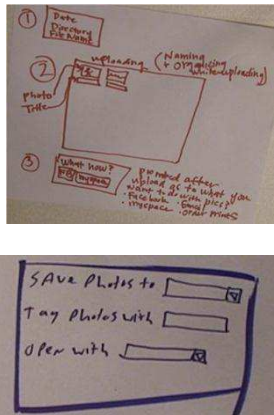 1
Date
Directory
File Name
2
uploading
(Naming
+ Organizing
while uploading)
Photo
Title
3
What now?
myspace
prompted after
upload as to what you
want to do with pics?
· Facebook · Email
· myspace · order prints
SAve Photos to
Tag Photos with
Open with